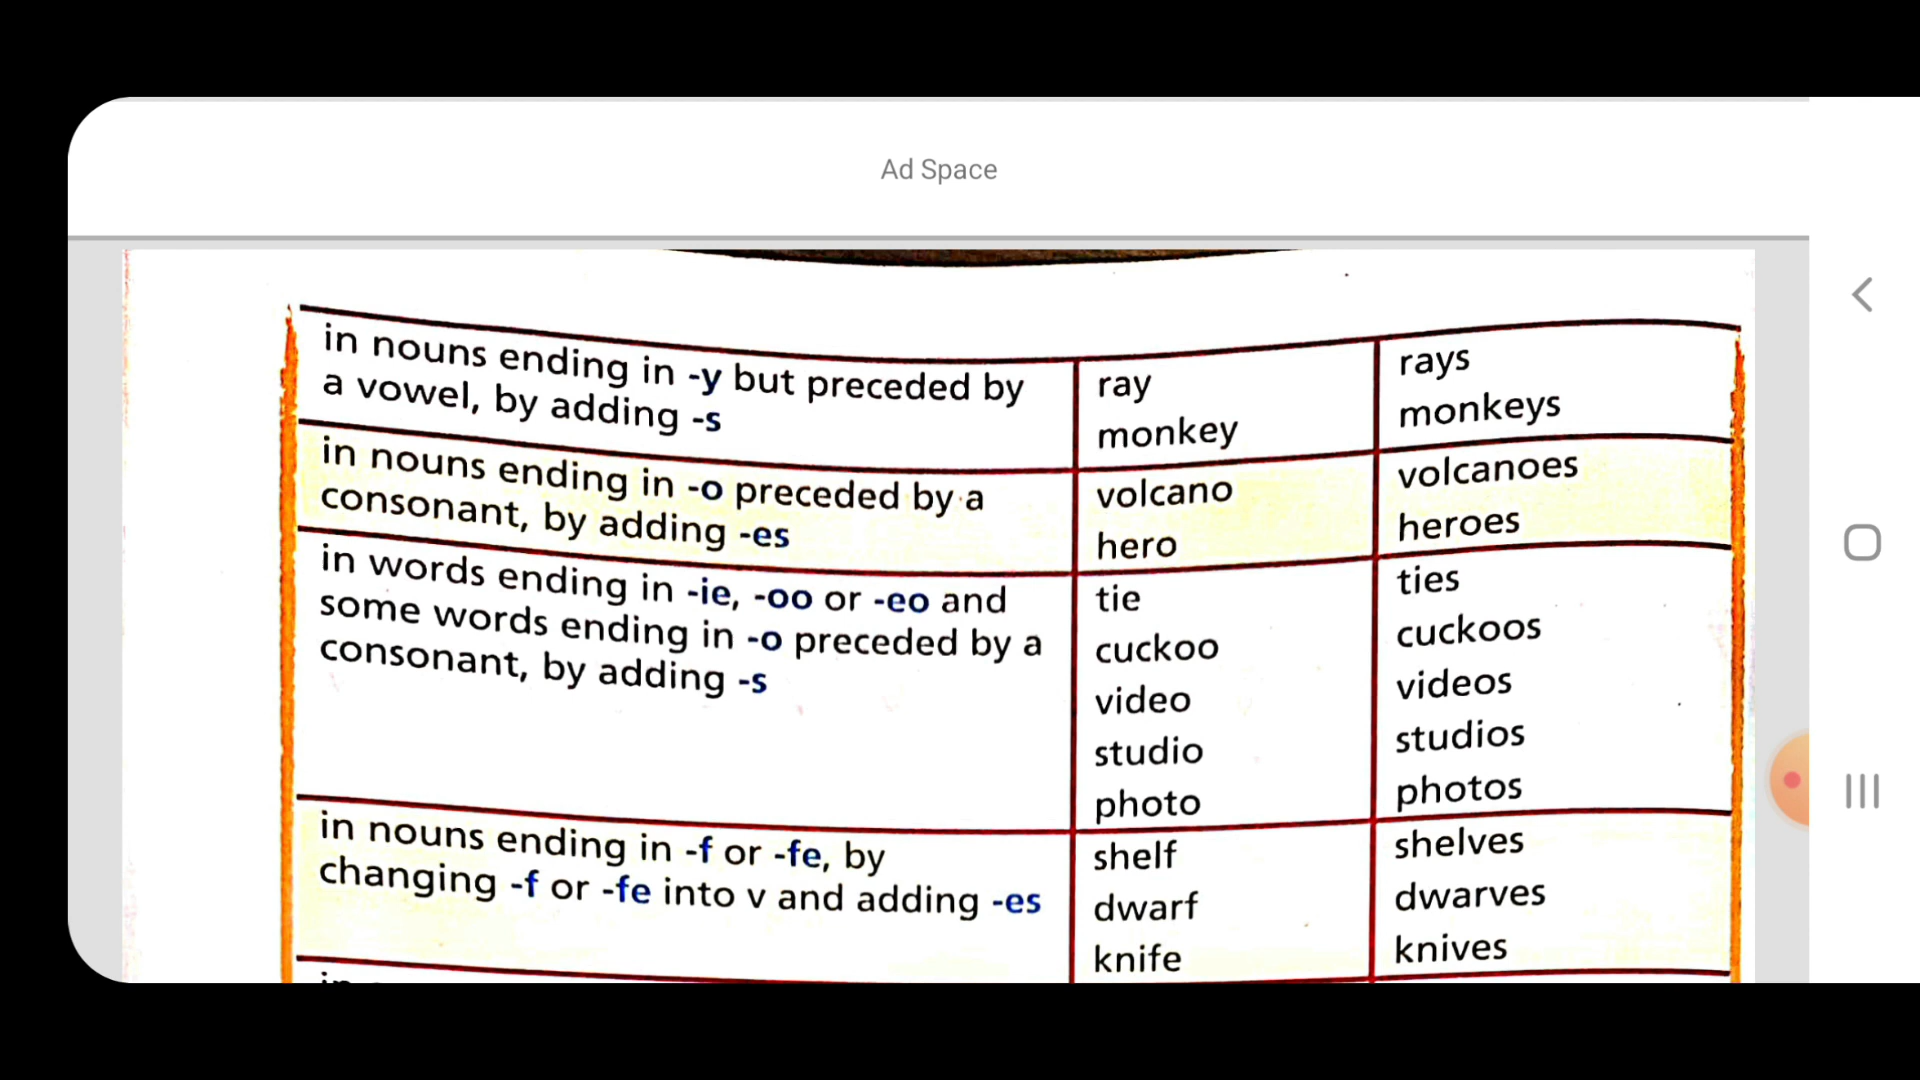 Ad Space
in nouns ending in -y but preceded by
a vowel, by adding -s
ray
monkey
rays
monkeys
in nouns ending in -o preceded by a
consonant, by adding -es
volcano
hero
volcanoes
heroes
in words ending in -ie, -oo or -eo and
some words ending in -o preceded by a
consonant, by adding -s
tie
cuckoo
video
studio
photo
ties
cuckoos
videos
studios
photos
in nouns ending in -f or -fe, by
changing -f or -fe into v and adding -es
shelf
dwarf
knife
shelves
dwarves
knives